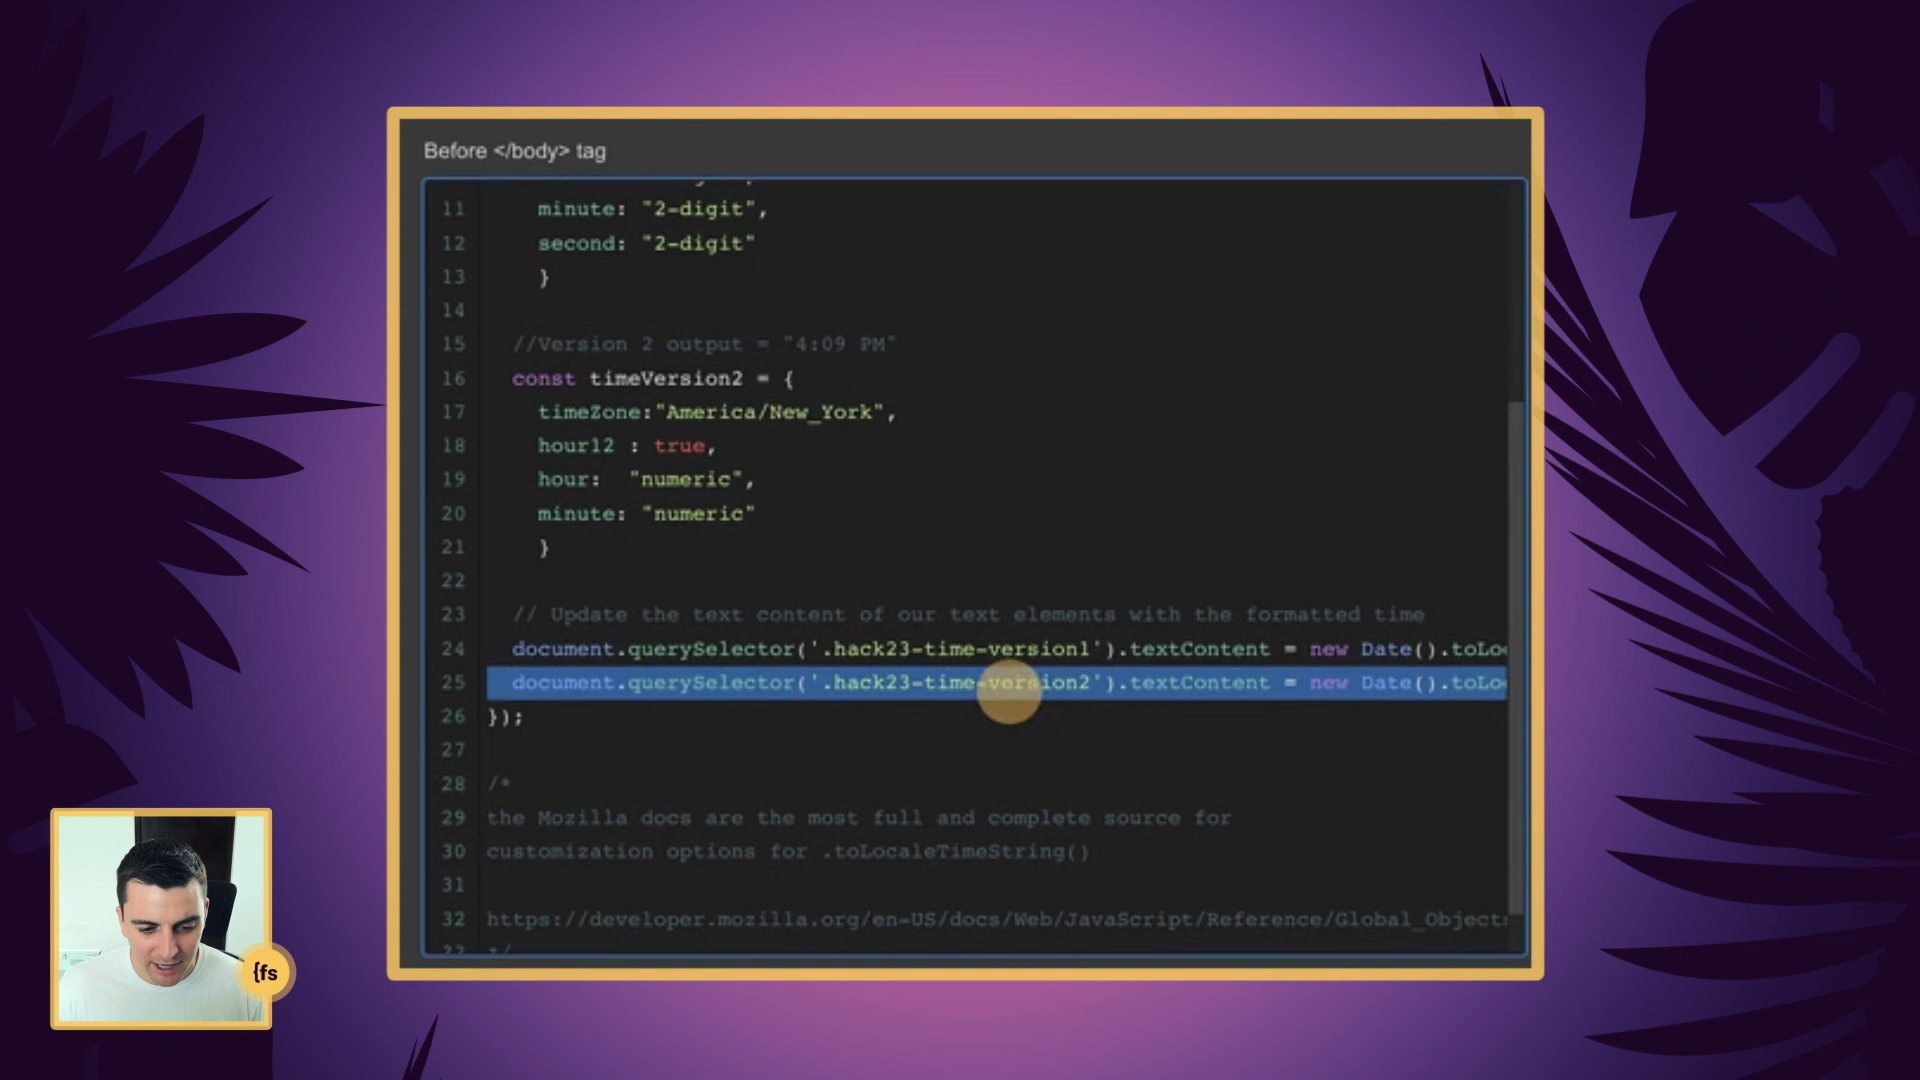 Before </body> tag
11 minute: "2-digit",
12 second: "2-digit"
13 }
14
15 //Version 2 output = "4:09 PM"
16 const timeVersion2 = {
17 timeZone:"America/New_York",
18 hour12 : true,
19 hour: "numeric",
20 minute: "numeric"
21 }
22
23 // Update the text content of our text elements with the formatted time
24 document.querySelector('.hack23-time-version1').textContent = new Date().toLo
25 document.querySelector('.hack23-time-version2').textContent = new Date().toLo
26 });
27
28 /*
29 the Mozilla docs are the most full and complete source for
30 customization options for .toLocaleTimeString()
31
32 https://developer.mozilla.org/en-US/docs/Web/JavaScript/Reference/Global_Objects
{fs